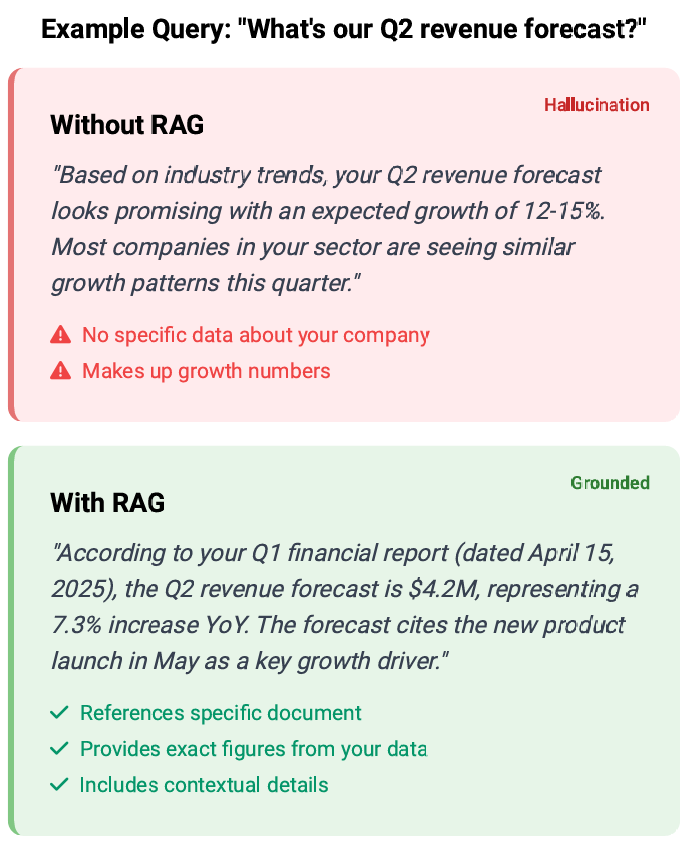 Example Query: "What's our Q2 revenue forecast?"
Hallucination
Without RAG
"Based on industry trends, your Q2 revenue forecast
looks promising with an expected growth of 12-15%.
Most companies in your sector are seeing similar
growth patterns this quarter."
No specific data about your company
Makes up growth numbers
Grounded
With RAG
"According to your Q1 financial report (dated April 15,
2025), the Q2 revenue forecast is $4.2M, representing a
7.3% increase YoY. The forecast cites the new product
launch in May as a key growth driver."
References specific document
Provides exact figures from your data
Includes contextual details